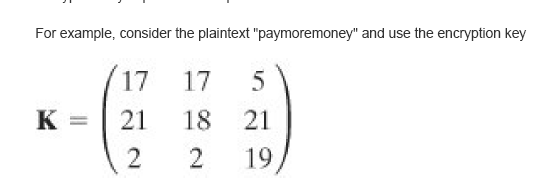 For example, consider the plaintext "paymoremoney" and use the encryption key
17 17 5
K = 21 18 21
2 2 19